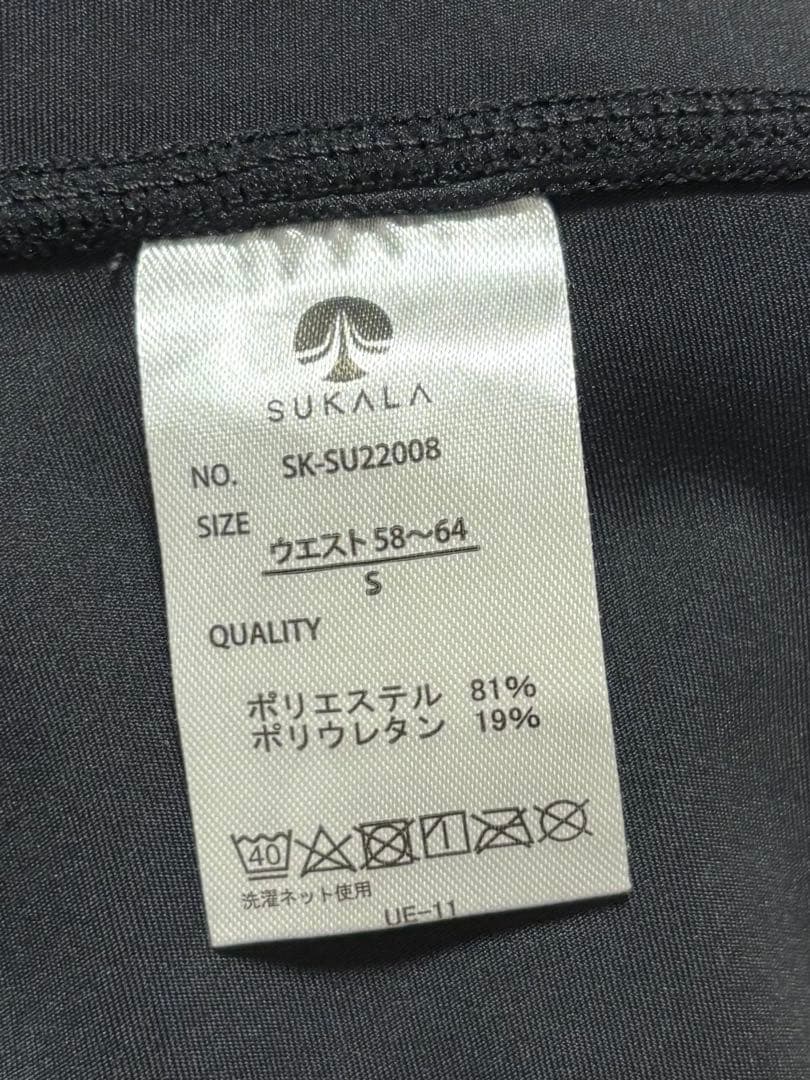 SUKALA
NO. SK-SU22008
SIZE ウエスト 58〜64
S
QUALITY
ポリエステル 81%
ポリウレタン 19%
40
洗濯ネット使用
UE-11